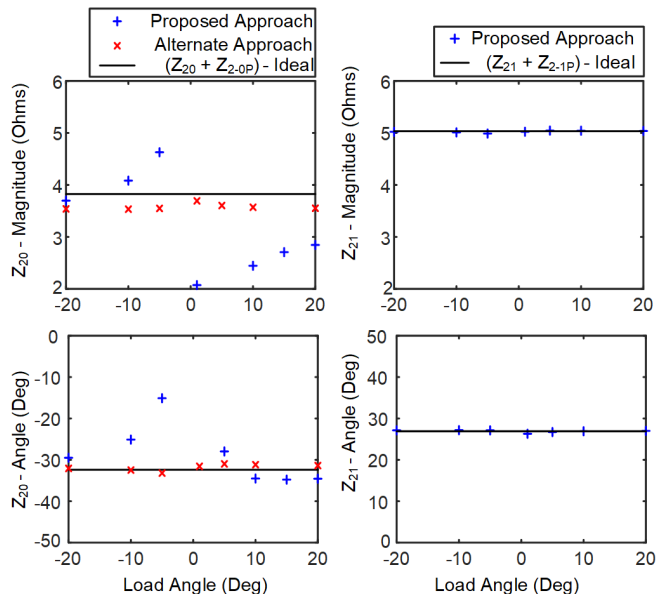 Proposed Approach
Alternate Approach
(Z20 + Z2-0P) - Ideal
Proposed Approach
(Z21 + Z2-1P) - Ideal
Z20 - Magnitude (Ohms)
6
5
4
3
2
-20 -10 0 10 20
Z21 - Magnitude (Ohms)
6
5
4
3
2
-20 -10 0 10 20
Z20 - Angle (Deg)
0
-10
-20
-30
-40
-50
-20 -10 0 10 20
Load Angle (Deg)
Z21 - Angle (Deg)
50
40
30
20
10
0
-20 -10 0 10 20
Load Angle (Deg)